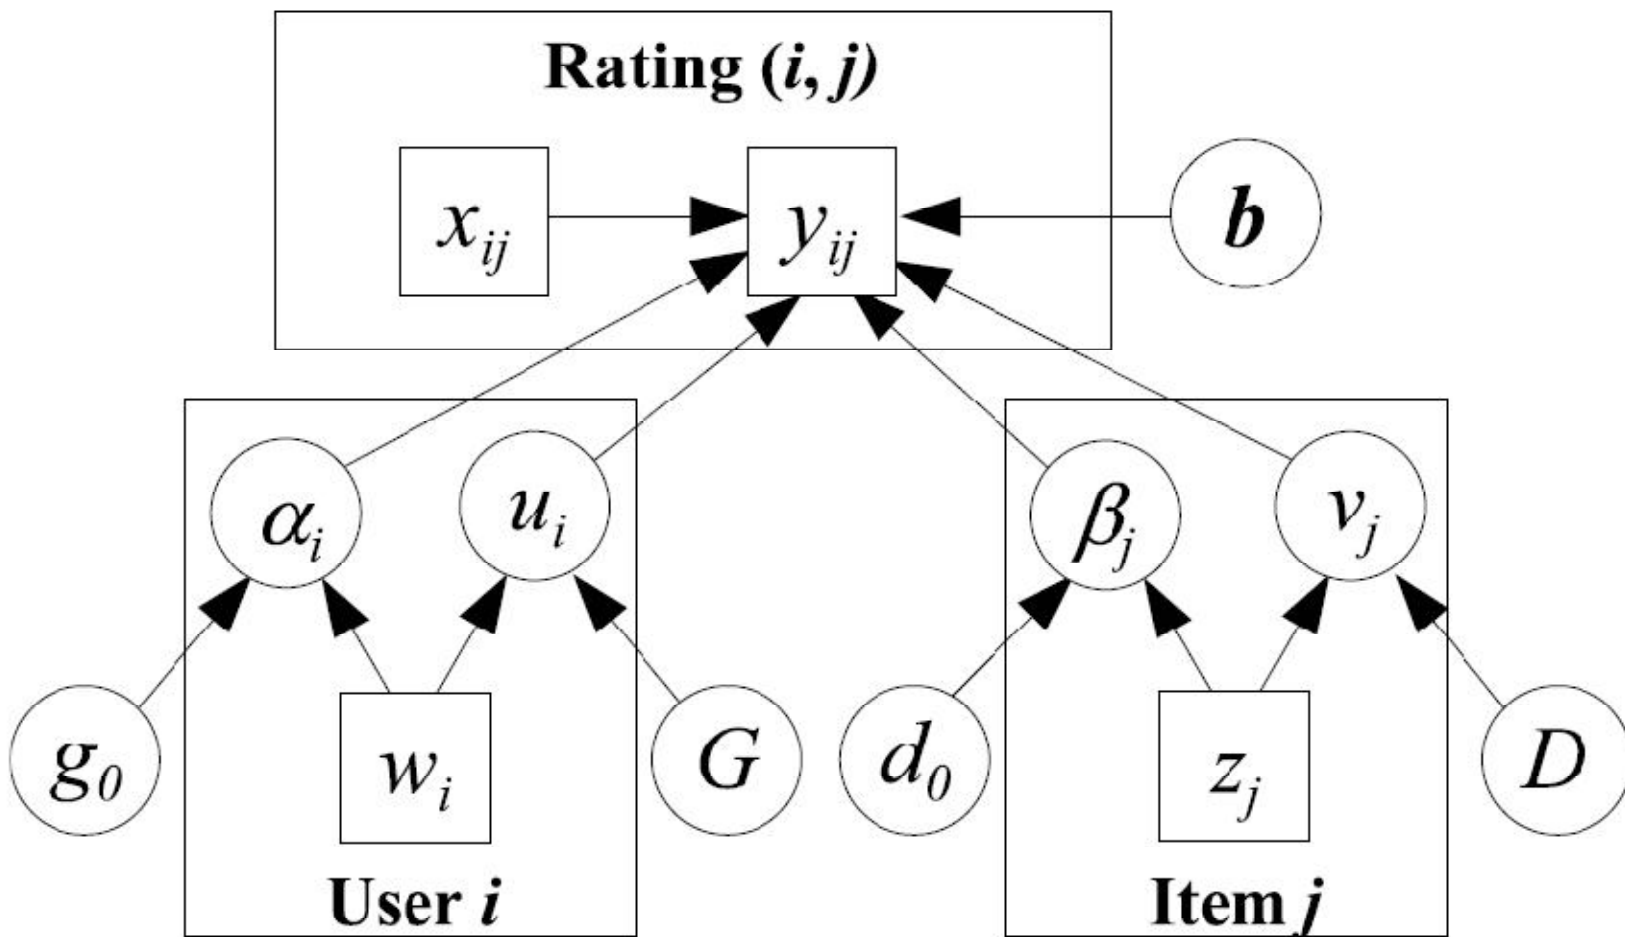 Rating (i, j)
x_ij y_ij b
α_i u_i β_j v_j
g_0 w_i G d_0 z_j D
User i Item j